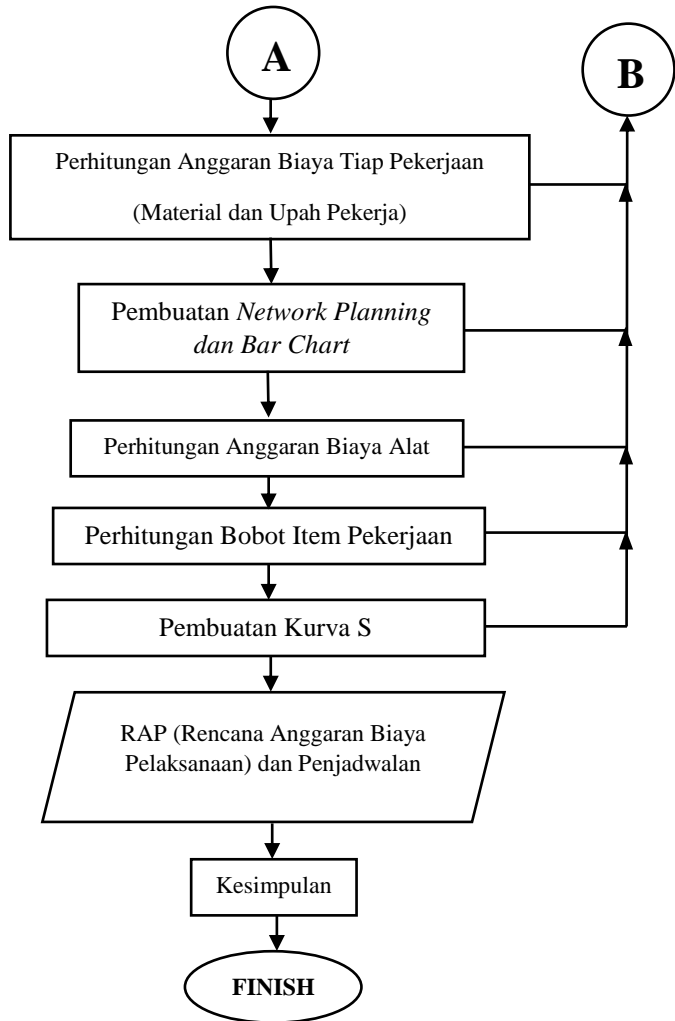 A
B
Perhitungan Anggaran Biaya Tiap Pekerjaan
(Material dan Upah Pekerja)
Pembuatan Network Planning
dan Bar Chart
Perhitungan Anggaran Biaya Alat
Perhitungan Bobot Item Pekerjaan
Pembuatan Kurva S
RAP (Rencana Anggaran Biaya
Pelaksanaan) dan Penjadwalan
Kesimpulan
FINISH